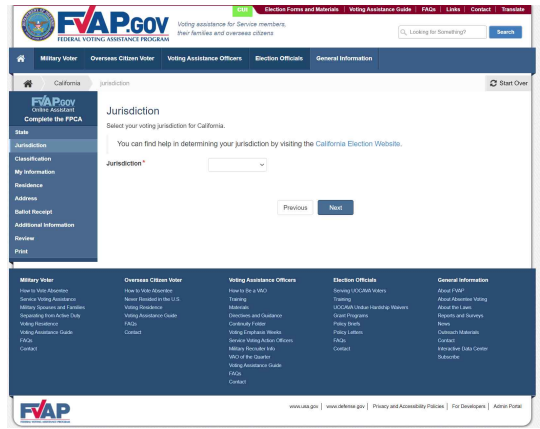 CUI
Election Forms and Materials | Voting Assistance Guide | FAQs | Links | Contact | Translate
FVAP.GOV
FEDERAL VOTING ASSISTANCE PROGRAM
Voting assistance for Service members,
their families and overseas citizens
Looking for Something?
Search
Military Voter
Overseas Citizen Voter
Voting Assistance Officers
Election Officials
General Information
California
jurisdiction
Start Over
FVAP.GOV
Online Assistant
Complete the FPCA
State
Jurisdiction
Classification
My Information
Residence
Address
Ballot Receipt
Additional Information
Review
Print
Jurisdiction
Select your voting jurisdiction for California.
You can find help in determining your jurisdiction by visiting the California Election Website.
Jurisdiction*
Previous
Next
Military Voter
How to Vote Absentee
Service Voting Assistance
Military Spouses and Families
Separating from Active Duty
Voting Residence
Voting Assistance Guide
FAQs
Contact
Overseas Citizen Voter
How to Vote Absentee
Never Resided in the U.S
Voting Residence
Voting Assistance Guide
FAQs
Contact
Voting Assistance Officers
How to Be a VAO
Training
Materials
Directives and Guidance
Continuity Folder
Voting Emphasis Weeks
Service Voting Action Officers
Military Recruiter Info
VAO of the Quarter
Voting Assistance Guide
FAQs
Contact
Election Officials
Serving UOCAVA Voters
Training
UOCAVA Undue-Hardship Waivers
Grant Programs
Policy Briefs
Policy Letters
FAQs
Contact
General Information
About FVAP
About Absentee Voting
About the Laws
Reports and Surveys
News
Outreach Materials
Contact
Interactive Data Center
Subscribe
FVAP
FEDERAL VOTING ASSISTANCE PROGRAM
www.usa.gov | www.defense.gov | Privacy and Accessibility Policies | For Developers | Admin Portal